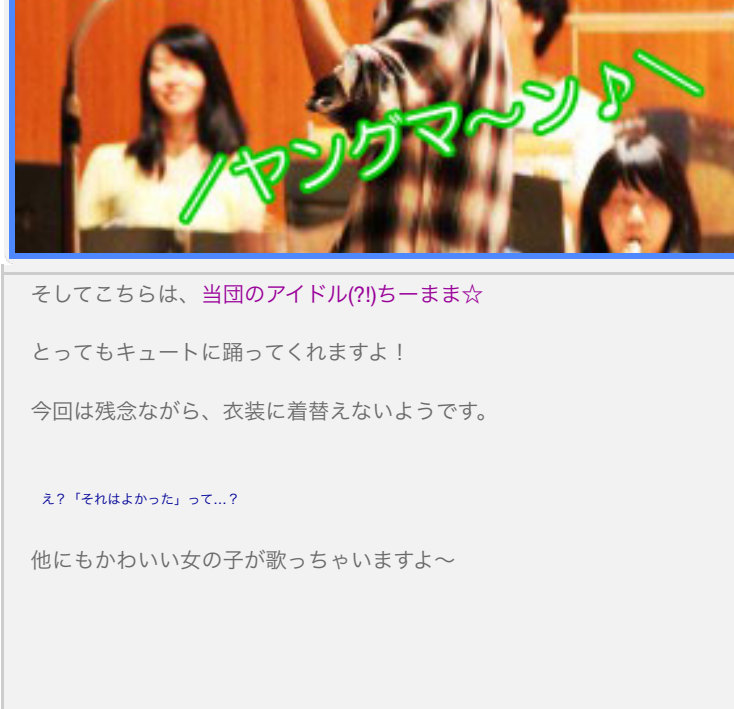 ＼ヤングマ〜ン♪／
そしてこちらは、当団のアイドル(?!)ちーまま☆
とってもキュートに踊ってくれますよ！
今回は残念ながら、衣装に着替えないようです。
え？「それはよかった」って…？
他にもかわいい女の子が歌っちゃいますよ〜